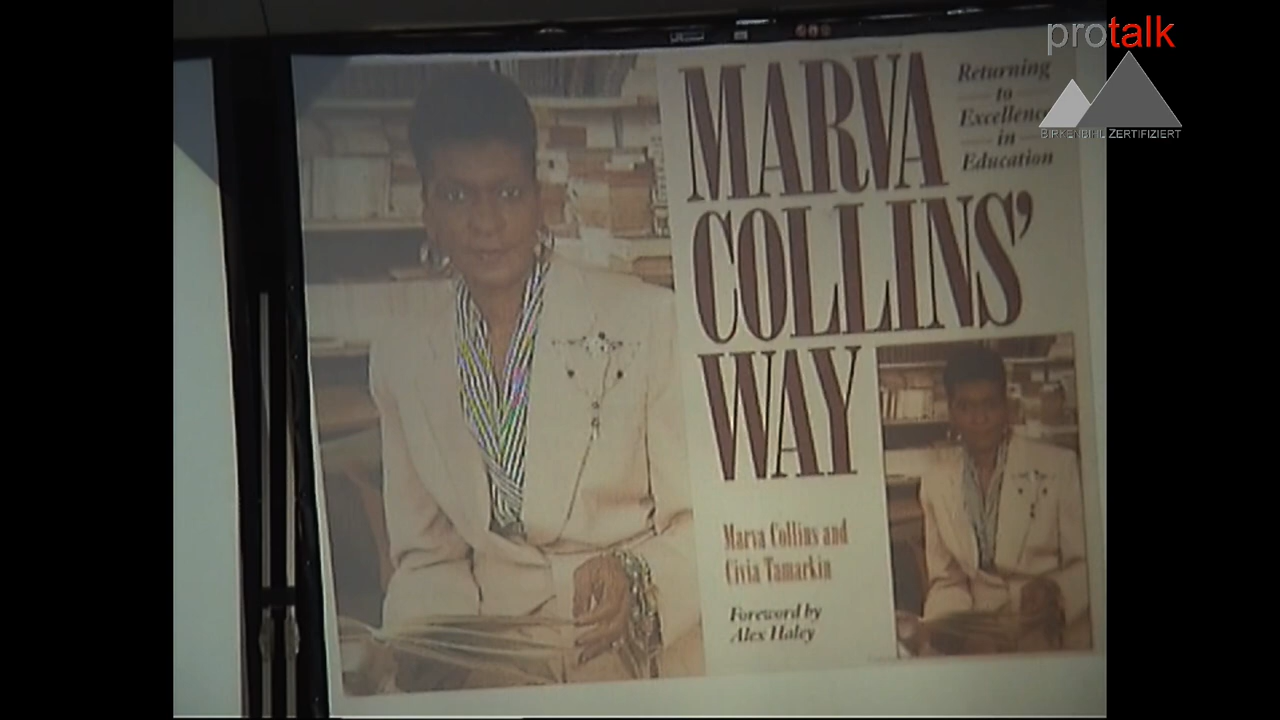 protalk
BIRKENBIHL ZERTIFIZIERT
MARVA
COLLINS'
WAY
Returning
to
Excellence
in
Education
Marva Collins and
Civia Tamarkin
Foreword by
Alex Haley